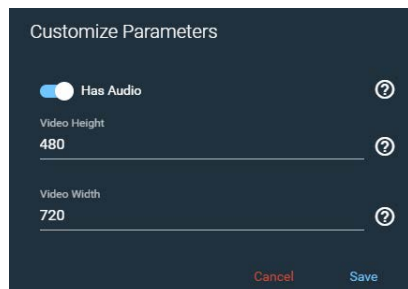 Customize Parameters
Has Audio
Video Height
480
Video Width
720
Cancel Save